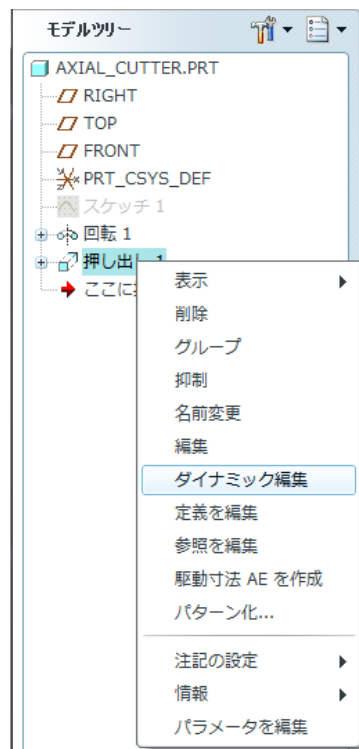 モデルツリー
AXIAL_CUTTER.PRT
RIGHT
TOP
FRONT
PRT_CSYS_DEF
スケッチ 1
回転 1
押し出し 1
ここに
表示
削除
グループ
抑制
名前変更
編集
ダイナミック編集
定義を編集
参照を編集
駆動寸法 AE を作成
パターン化...
注記の設定
情報
パラメータを編集